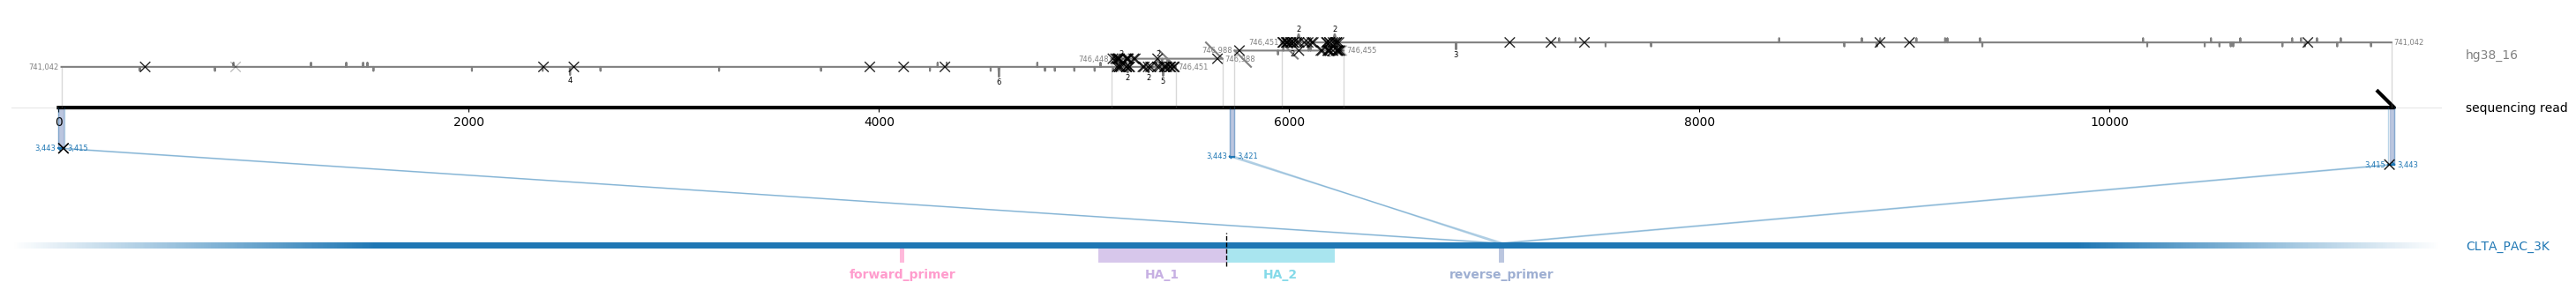 2 2
741,042 746,451 741,042
746,988 746,455
3 hg38_16
746,448 2 2 746,988
741,042 746,451
4 6 2 2 5
sequencing read
0 2000 4000 6000 8000 10000
3,443 3,415
3,443 3,421
3,415 3,443
CLTA_PAC_3K
forward_primer HA_1 HA_2 reverse_primer